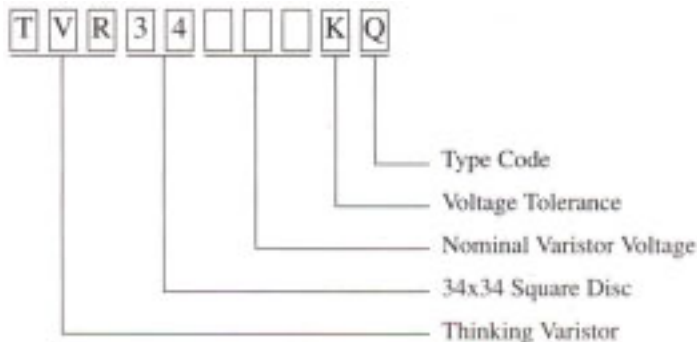 T V R 3 4 K Q
Type Code
Voltage Tolerance
Nominal Varistor Voltage
34x34 Square Disc
Thinking Varistor